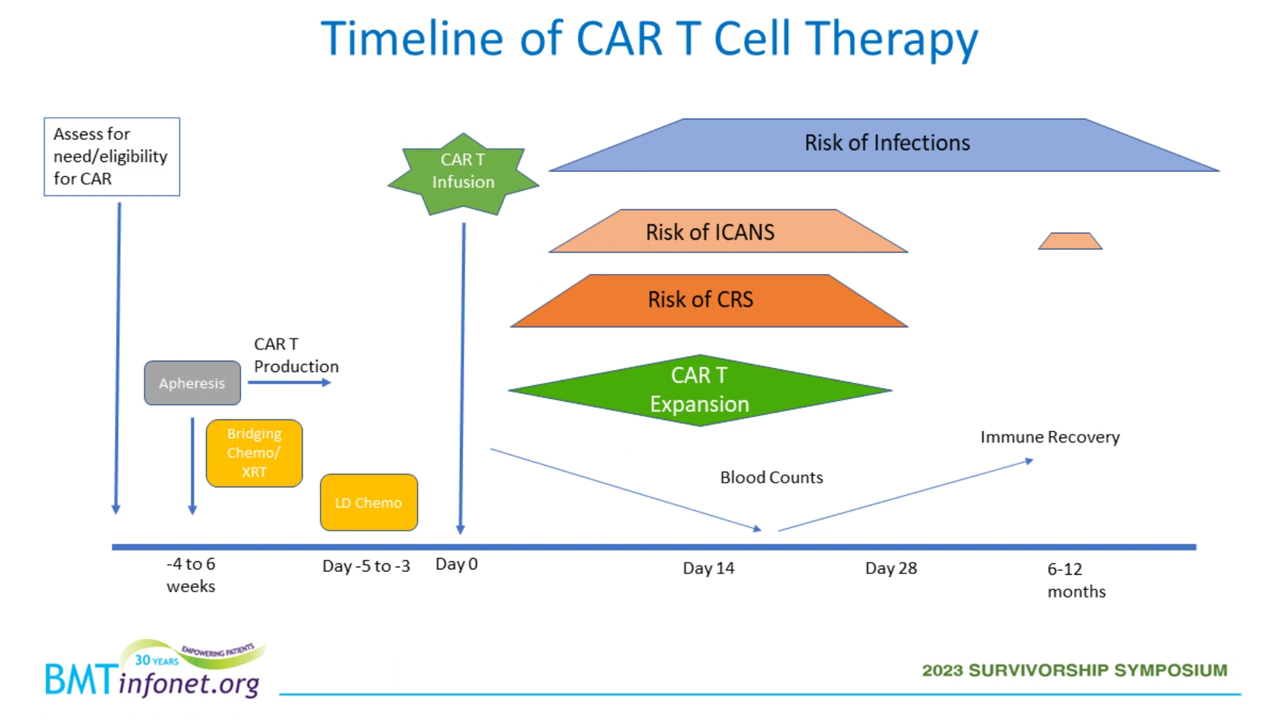 Timeline of CAR T Cell Therapy
Assess for
need/eligibility
for CAR
CAR T
Infusion
Risk of Infections
Risk of ICANS
Risk of CRS
CAR T
Production
Apheresis
CAR T
Expansion
Bridging
Chemo/
XRT
LD Chemo
Immune Recovery
Blood Counts
-4 to 6
weeks
Day -5 to -3
Day 0
Day 14
Day 28
6-12
months
30 YEARS
EMPOWERING PATIENTS
BMTinfonet.org
2023 SURVIVORSHIP SYMPOSIUM